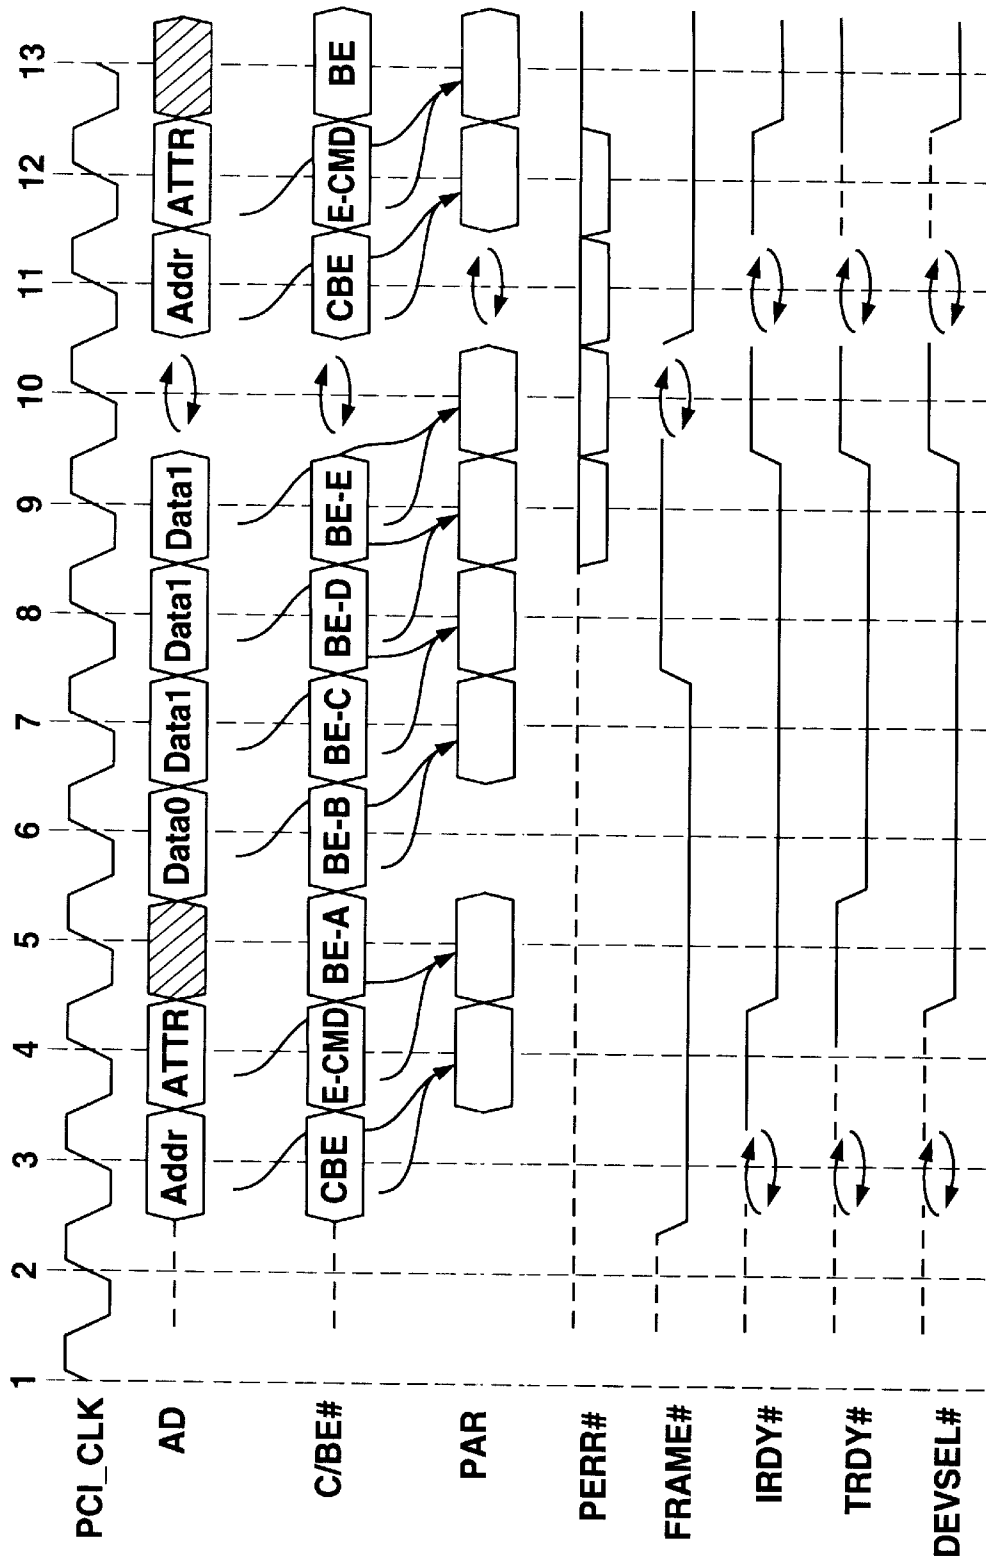 1 2 3 4 5 6 7 8 9 10 11 12 13
PCI_CLK
AD Addr ATTR Data0 Data1 Data1 Data1 Addr ATTR
C/BE# CBE E-CMD BE-A BE-B BE-C BE-D BE-E CBE E-CMD BE
PAR
PERR#
FRAME#
IRDY#
TRDY#
DEVSEL#